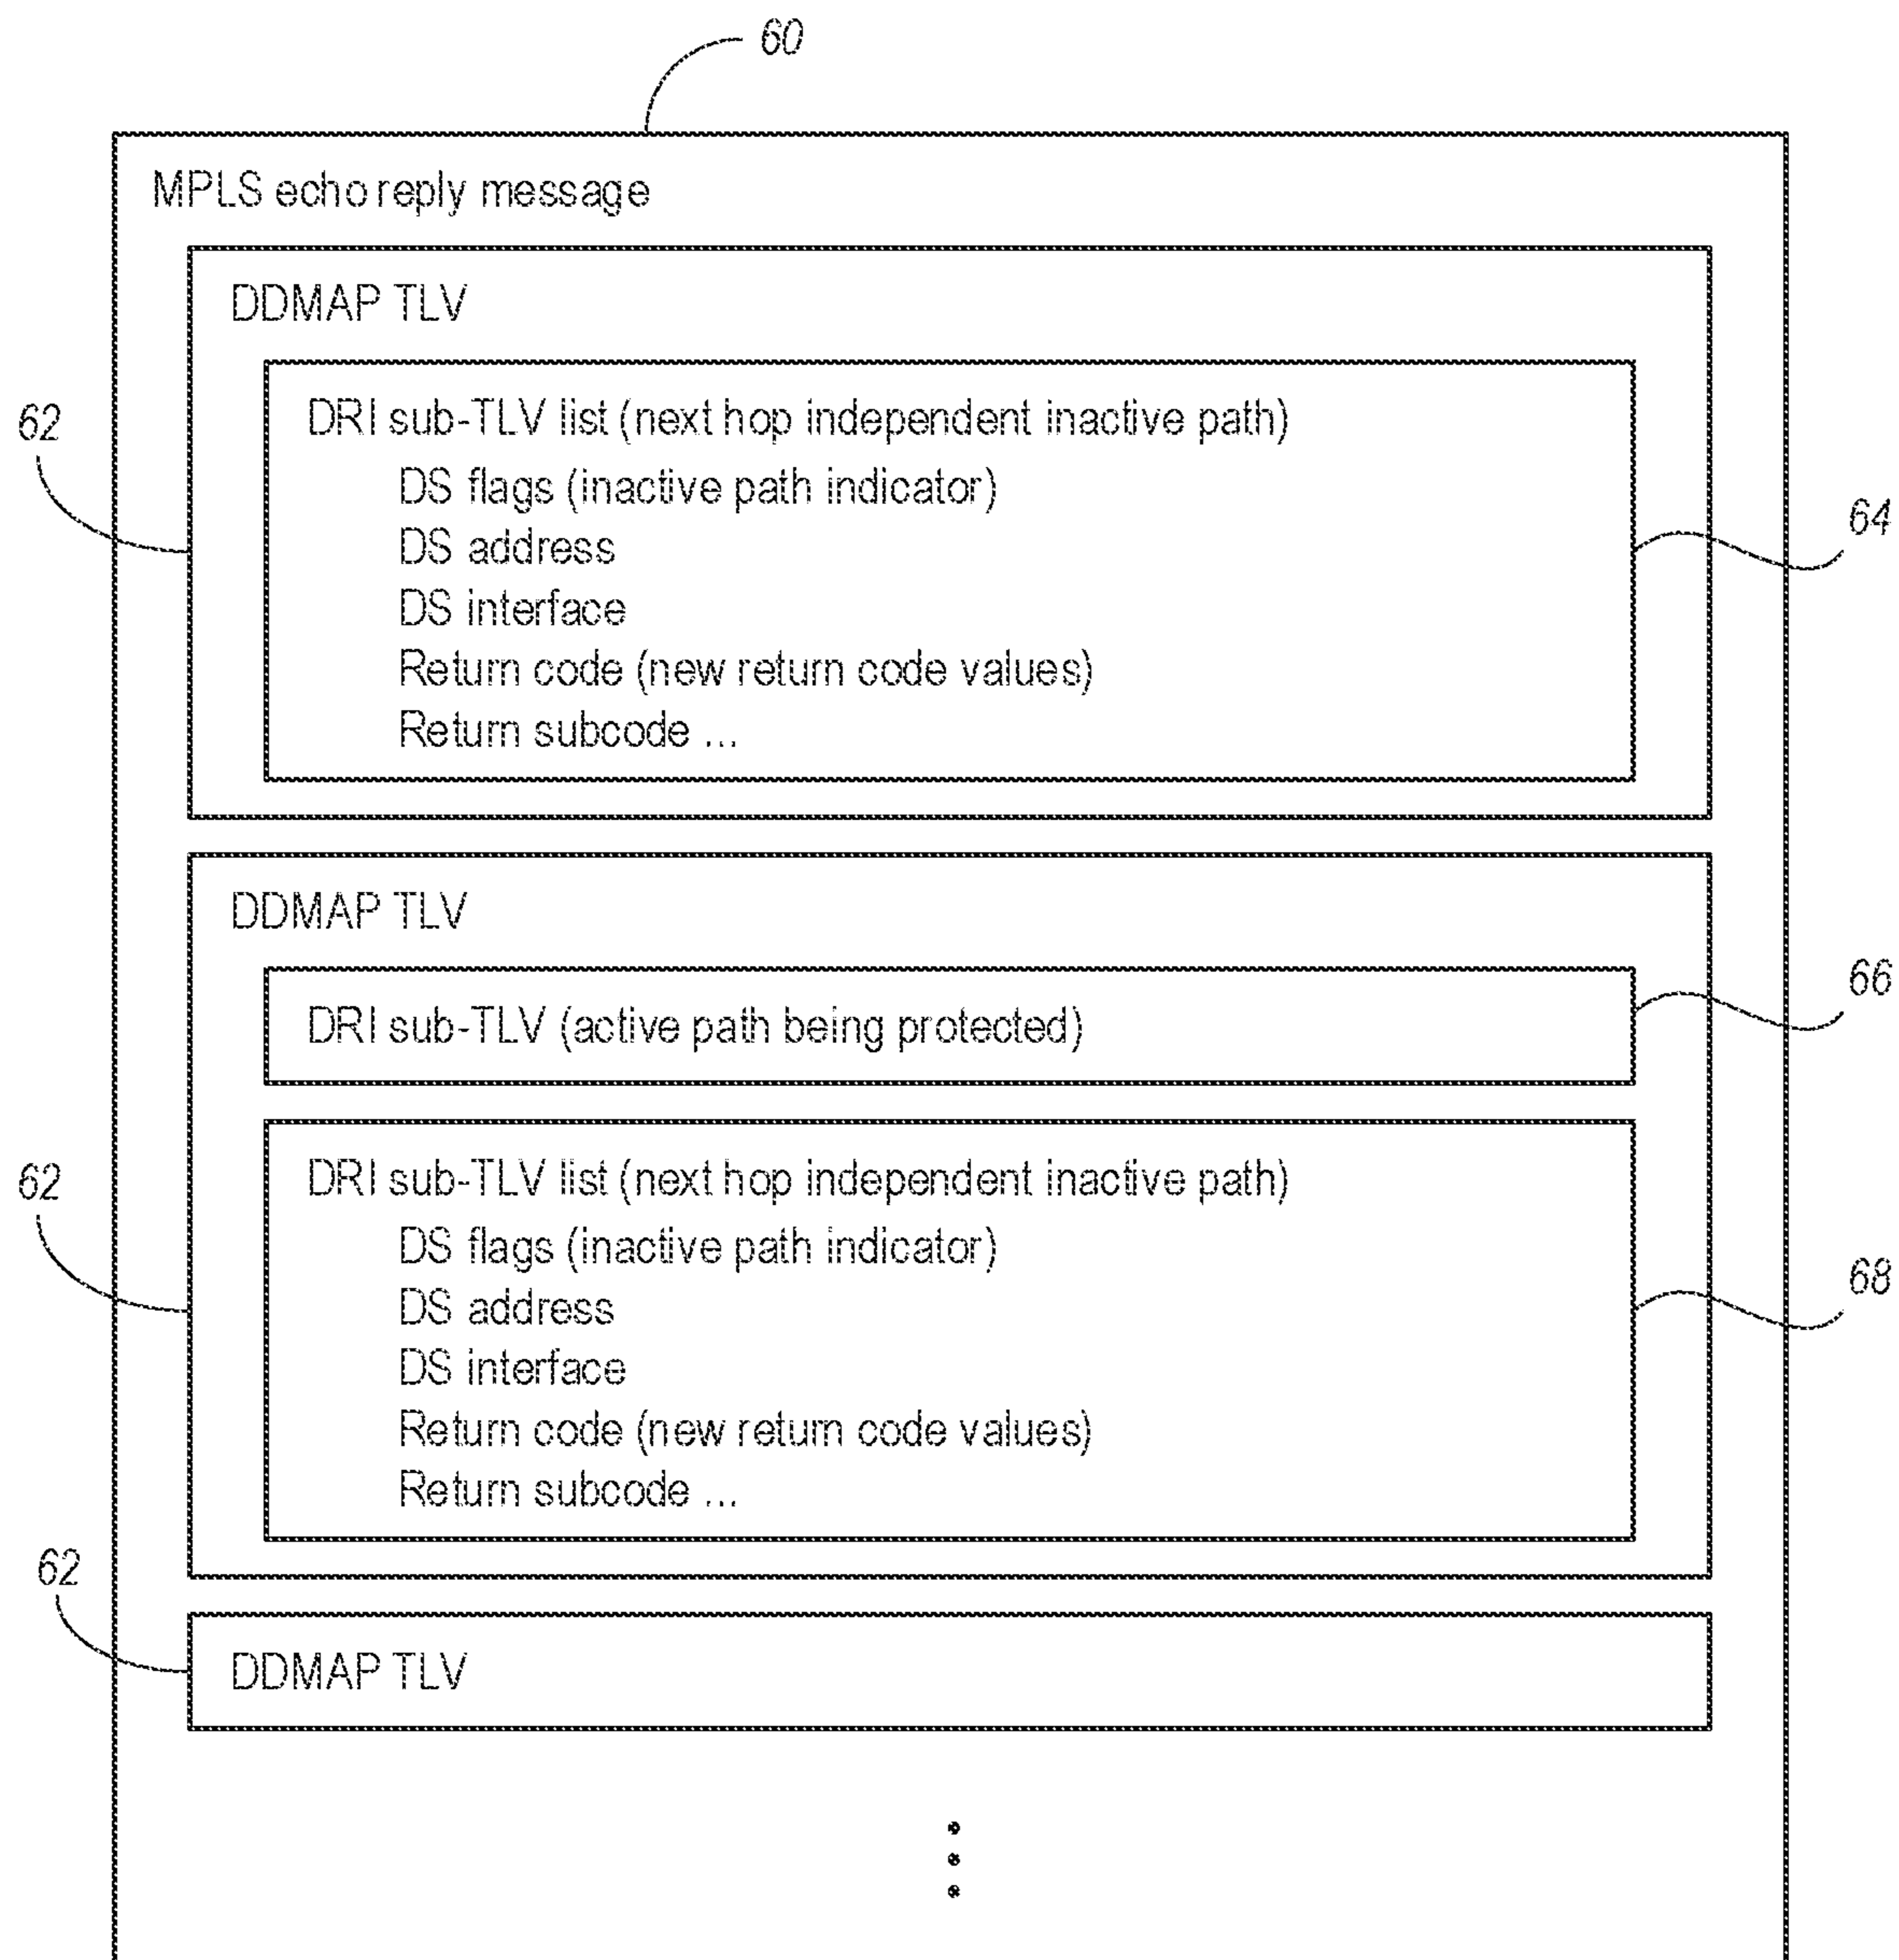 60
MPLS echo reply message
DDMAP TLV
62
DRI sub-TLV list (next hop independent inactive path)
DS flags (inactive path indicator)
64
DS address
DS interface
Return code (new return code values)
Return subcode ...
DDMAP TLV
66
DRI sub-TLV (active path being protected)
62
DRI sub-TLV list (next hop independent inactive path)
DS flags (inactive path indicator)
68
DS address
DS interface
Return code (new return code values)
Return subcode ...
62
DDMAP TLV